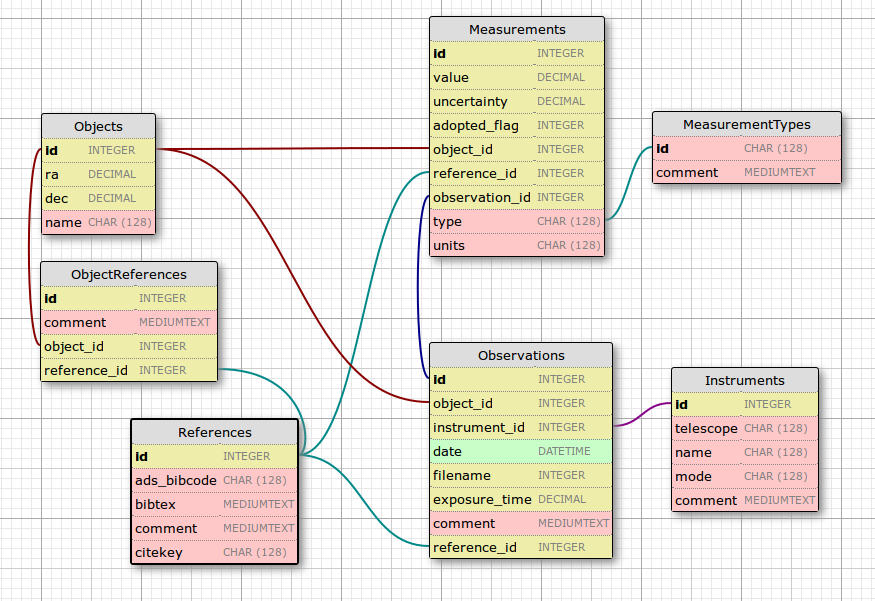 Measurements
id INTEGER
value DECIMAL
uncertainty DECIMAL
adopted_flag INTEGER
object_id INTEGER
reference_id INTEGER
observation_id INTEGER
type CHAR (128)
units CHAR (128)
Objects
id INTEGER
ra DECIMAL
dec DECIMAL
name CHAR (128)
MeasurementTypes
id CHAR (128)
comment MEDIUMTEXT
ObjectReferences
id INTEGER
comment MEDIUMTEXT
object_id INTEGER
reference_id INTEGER
Observations
id INTEGER
object_id INTEGER
instrument_id INTEGER
date DATETIME
filename INTEGER
exposure_time DECIMAL
comment MEDIUMTEXT
reference_id INTEGER
Instruments
id INTEGER
telescope CHAR (128)
name CHAR (128)
mode CHAR (128)
comment MEDIUMTEXT
References
id INTEGER
ads_bibcode CHAR (128)
bibtex MEDIUMTEXT
comment MEDIUMTEXT
citekey CHAR (128)